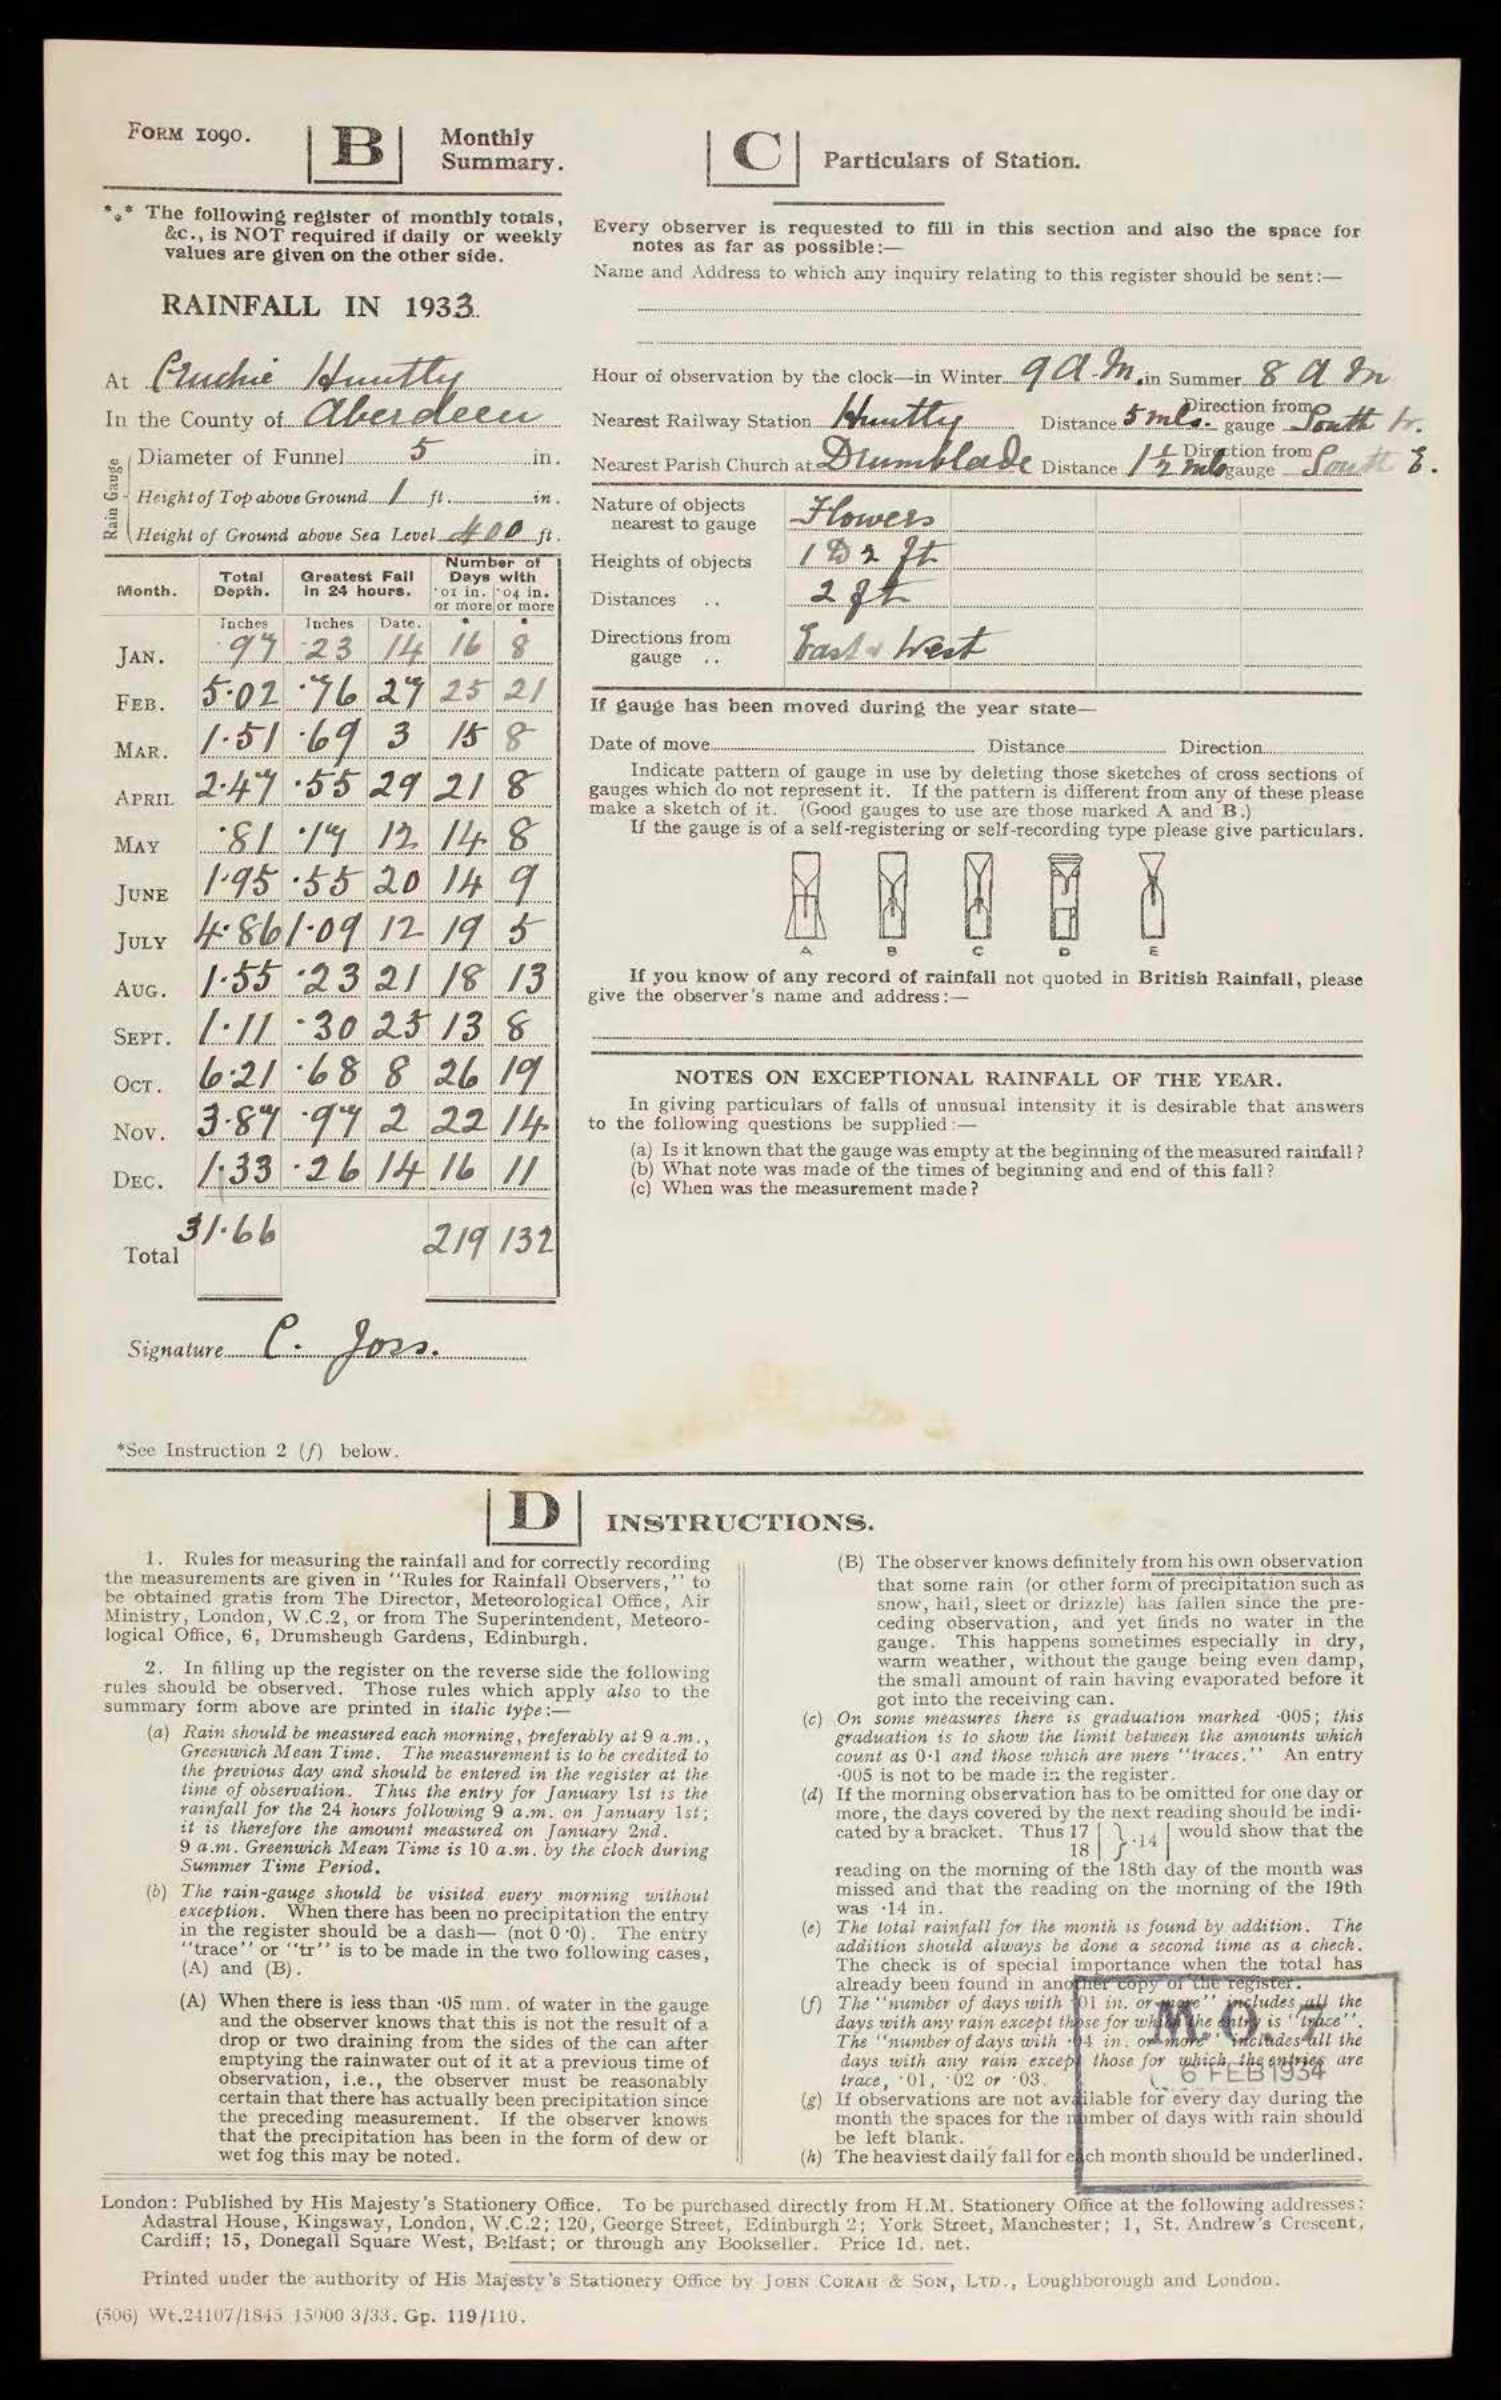 FORM 1090.
B
Monthly
Summary.
*⁎* The following register of monthly totals,
&c., is NOT required if daily or weekly
values are given on the other side.
RAINFALL IN 1933.
At Huntly
In the County of Aberdeen
Rain Gauge
Diameter of Funnel 5 in.
Height of Top above Ground 1 ft. in.
Height of Ground above Sea Level 400 ft.
Month. Total Depth. Greatest Fall in 24 hours. Number of Days with ·01 in. or more ·04 in. or more
Inches Inches Date. * *
JAN. ·97 ·23 14 16 8
FEB. 5·02 ·76 27 25 21
MAR. 1·51 ·69 3 15 8
APRIL 2·47 ·55 29 21 8
MAY ·81 ·17 12 14 8
JUNE 1·95 ·55 20 14 9
JULY 4·86 1·09 12 19 5
AUG. 1·55 ·23 21 18 13
SEPT. 1·11 ·30 25 13 8
OCT. 6·21 ·68 8 26 19
NOV. 3·87 ·97 2 22 14
DEC. 1·33 ·26 14 16 11
Total 31·66 219 132
Signature C. Joss.
*See Instruction 2 (f) below.
C
Particulars of Station.
Every observer is requested to fill in this section and also the space for
notes as far as possible:—
Name and Address to which any inquiry relating to this register should be sent:—
Hour of observation by the clock—in Winter 9 A.M. in Summer 8 A M
Nearest Railway Station Huntly Distance 5 mls. Direction from gauge South W.
Nearest Parish Church at Drumblade Distance 1½ mls Direction from gauge South E.
Nature of objects
nearest to gauge Flowers
Heights of objects 1 to 2 ft
Distances .. 2 ft
Directions from
gauge .. East & West
If gauge has been moved during the year state—
Date of move Distance Direction
Indicate pattern of gauge in use by deleting those sketches of cross sections of
gauges which do not represent it. If the pattern is different from any of these please
make a sketch of it. (Good gauges to use are those marked A and B.)
If the gauge is of a self-registering or self-recording type please give particulars.
A B C D E
If you know of any record of rainfall not quoted in British Rainfall, please
give the observer's name and address:—
NOTES ON EXCEPTIONAL RAINFALL OF THE YEAR.
In giving particulars of falls of unusual intensity it is desirable that answers
to the following questions be supplied:—
(a) Is it known that the gauge was empty at the beginning of the measured rainfall?
(b) What note was made of the times of beginning and end of this fall?
(c) When was the measurement made?
D
INSTRUCTIONS.
1. Rules for measuring the rainfall and for correctly recording
the measurements are given in "Rules for Rainfall Observers," to
be obtained gratis from The Director, Meteorological Office, Air
Ministry, London, W.C.2, or from The Superintendent, Meteoro-
logical Office, 6, Drumsheugh Gardens, Edinburgh.
2. In filling up the register on the reverse side the following
rules should be observed. Those rules which apply also to the
summary form above are printed in italic type:—
(a) Rain should be measured each morning, preferably at 9 a.m.,
Greenwich Mean Time. The measurement is to be credited to
the previous day and should be entered in the register at the
time of observation. Thus the entry for January 1st is the
rainfall for the 24 hours following 9 a.m. on January 1st;
it is therefore the amount measured on January 2nd.
9 a.m. Greenwich Mean Time is 10 a.m. by the clock during
Summer Time Period.
(b) The rain-gauge should be visited every morning without
exception. When there has been no precipitation the entry
in the register should be a dash— (not 0·0). The entry
"trace" or "tr" is to be made in the two following cases,
(A) and (B).
(A) When there is less than ·05 mm. of water in the gauge
and the observer knows that this is not the result of a
drop or two draining from the sides of the can after
emptying the rainwater out of it at a previous time of
observation, i.e., the observer must be reasonably
certain that there has actually been precipitation since
the preceding measurement. If the observer knows
that the precipitation has been in the form of dew or
wet fog this may be noted.
(B) The observer knows definitely from his own observation
that some rain (or other form of precipitation such as
snow, hail, sleet or drizzle) has fallen since the pre-
ceding observation, and yet finds no water in the
gauge. This happens sometimes especially in dry,
warm weather, without the gauge being even damp,
the small amount of rain having evaporated before it
got into the receiving can.
(c) On some measures there is graduation marked ·005; this
graduation is to show the limit between the amounts which
count as 0·1 and those which are mere "traces." An entry
·005 is not to be made in the register.
(d) If the morning observation has to be omitted for one day or
more, the days covered by the next reading should be indi-
cated by a bracket. Thus 17 | } ·14 | would show that the
18 |
reading on the morning of the 18th day of the month was
missed and that the reading on the morning of the 19th
was ·14 in.
(e) The total rainfall for the month is found by addition. The
addition should always be done a second time as a check.
The check is of special importance when the total has
already been found in another copy of the register.
(f) The "number of days with ·01 in. or more" includes all the
days with any rain except those for which the entry is "trace".
The "number of days with ·04 in. or more" includes all the
days with any rain except those for which the entries are
trace, ·01, ·02 or ·03.
(g) If observations are not available for every day during the
month the spaces for the number of days with rain should
be left blank.
(h) The heaviest daily fall for each month should be underlined.
M.O. 7
6 FEB 1934
London: Published by His Majesty's Stationery Office. To be purchased directly from H.M. Stationery Office at the following addresses:
Adastral House, Kingsway, London, W.C.2; 120, George Street, Edinburgh 2; York Street, Manchester; 1, St. Andrew's Crescent,
Cardiff; 15, Donegall Square West, Belfast; or through any Bookseller. Price 1d. net.
Printed under the authority of His Majesty's Stationery Office by JOHN CORAH & SON, LTD., Loughborough and London.
(506) Wt.24107/1845 15000 3/33. Gp. 119/110.